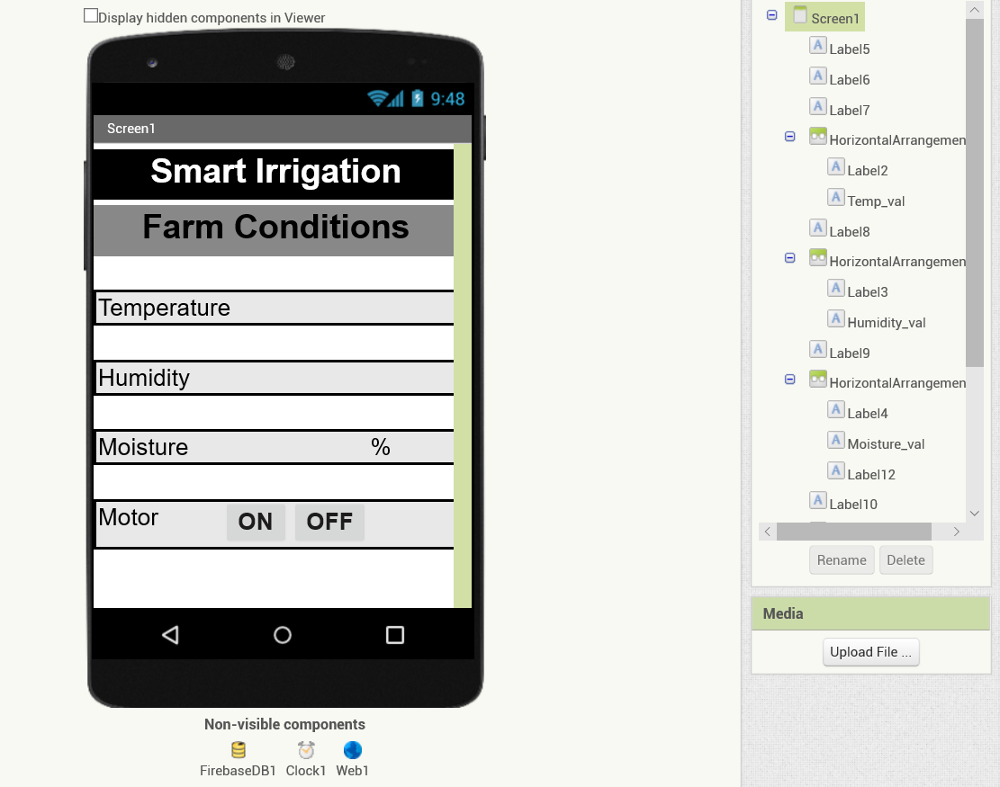 Display hidden components in Viewer
9:48
Screen1
Smart Irrigation
Farm Conditions
Temperature
Humidity
Moisture %
Motor ON OFF
Non-visible components
FirebaseDB1 Clock1 Web1
Screen1
A Label5
A Label6
A Label7
HorizontalArrangemen
A Label2
A Temp_val
A Label8
HorizontalArrangemen
A Label3
A Humidity_val
A Label9
HorizontalArrangemen
A Label4
A Moisture_val
A Label12
A Label10
Rename Delete
Media
Upload File ...